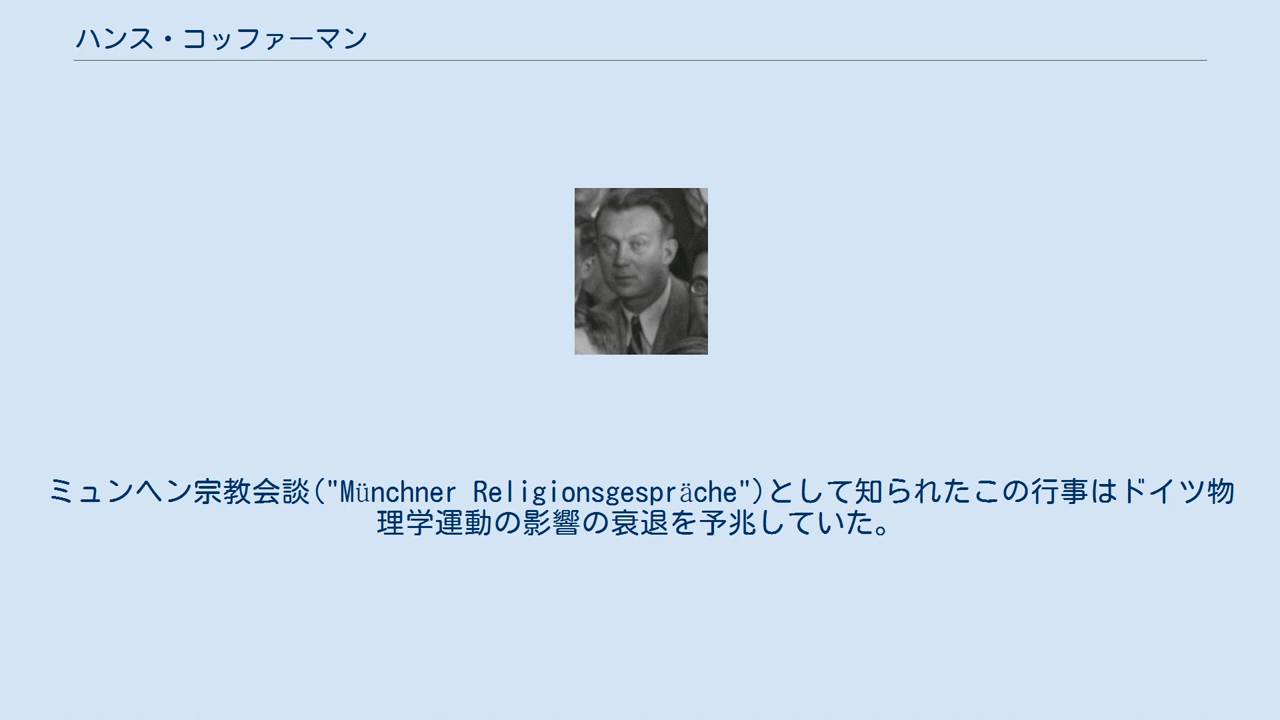 ハンス・コッファーマン
ミュンヘン宗教会談("Münchner Religionsgespräche")として知られたこの行事はドイツ物
理学運動の影響の衰退を予兆していた。